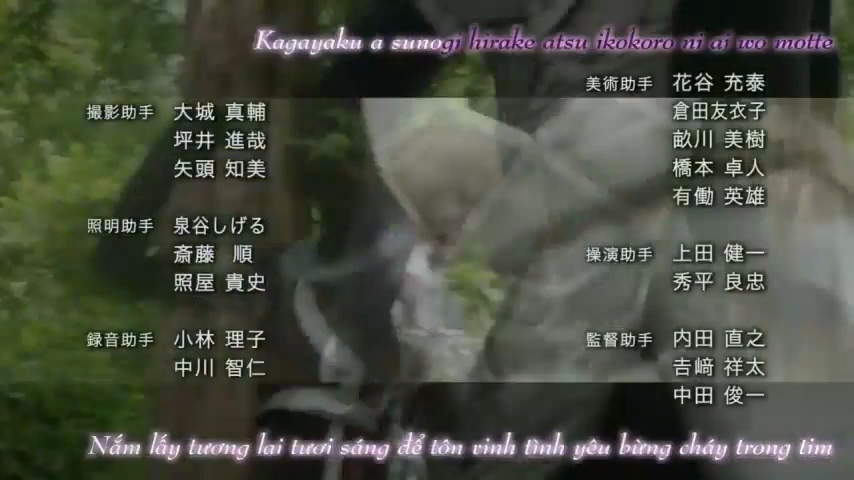 Kagayaku a sunogi hirake atsu ikokoro ni ai wo motte
撮影助手 大城 真輔
坪井 進哉
矢頭 知美
照明助手 泉谷しげる
斎藤 順
照屋 貴史
録音助手 小林 理子
中川 智仁
美術助手 花谷 充泰
倉田友衣子
畝川 美樹
橋本 卓人
有働 英雄
操演助手 上田 健一
秀平 良忠
監督助手 内田 直之
𠮷﨑 祥太
中田 俊一
Nắm lấy tương lai tươi sáng để tôn vinh tình yêu bừng cháy trong tim